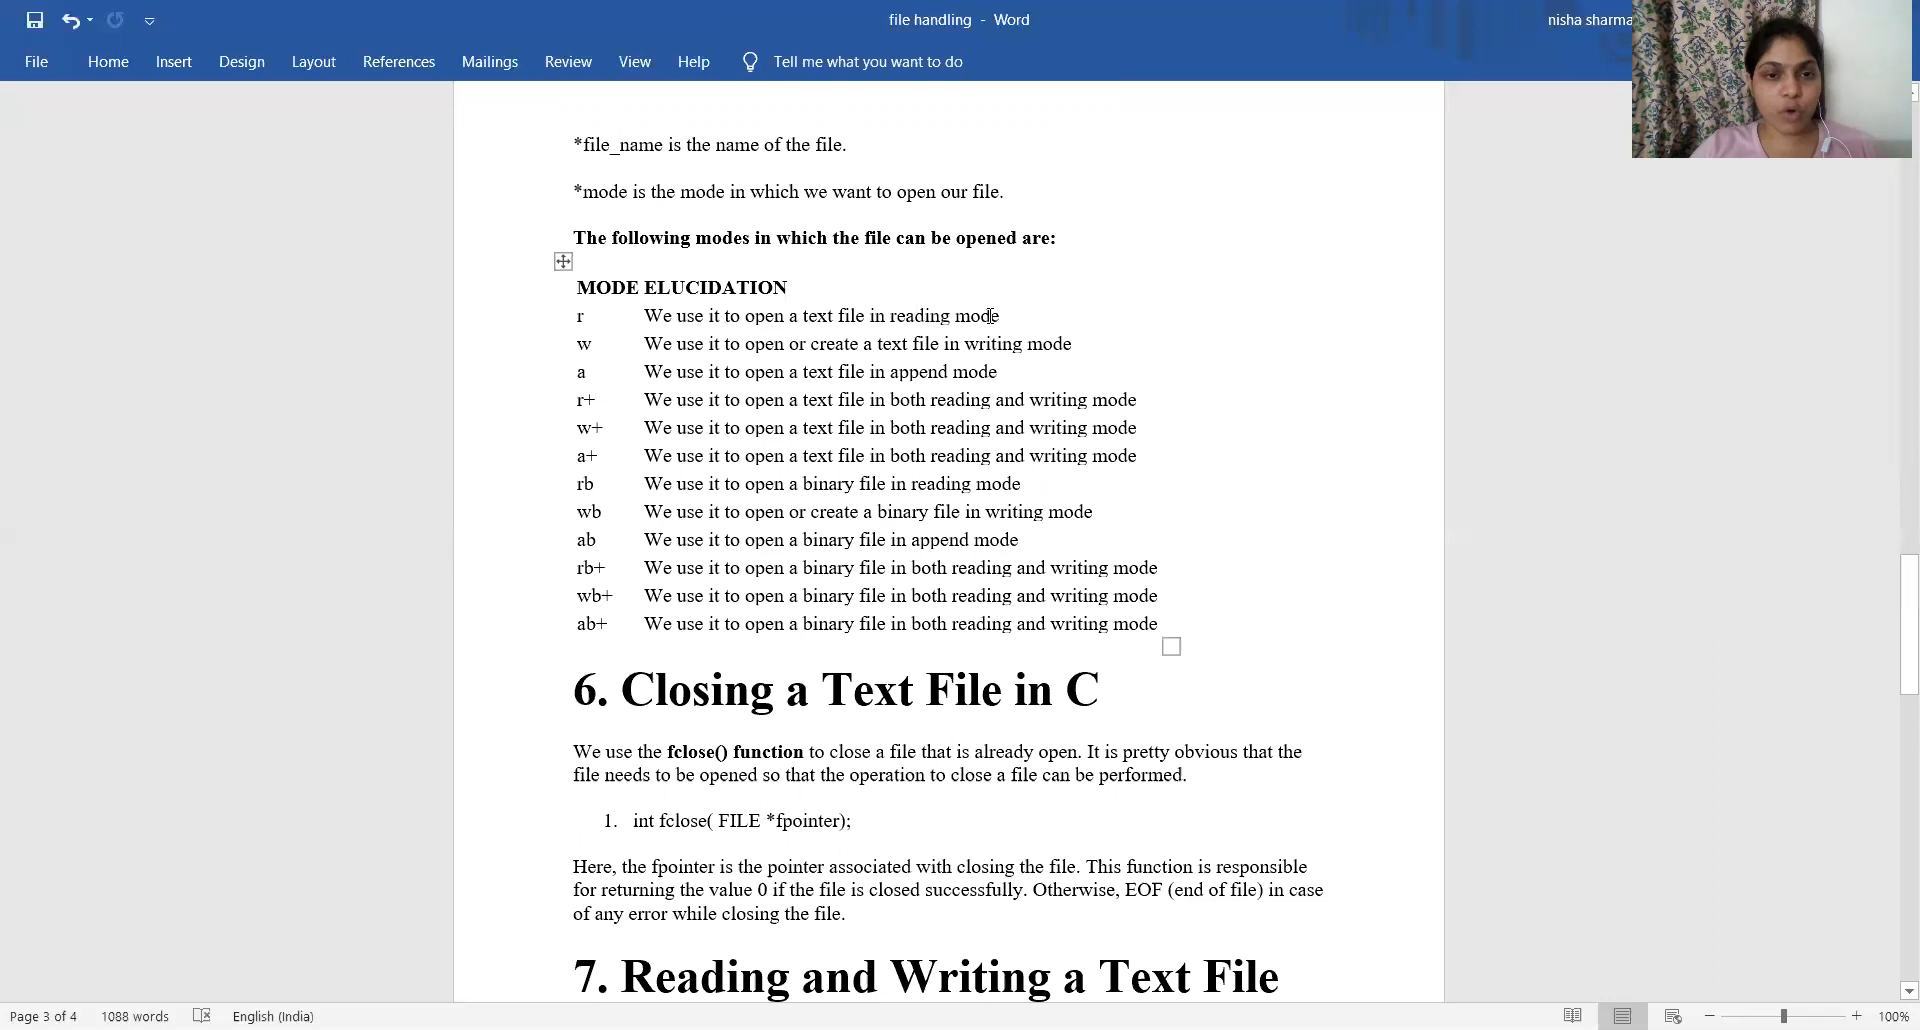 file handling - Word
nisha sharma
File Home Insert Design Layout References Mailings Review View Help Tell me what you want to do
*file_name is the name of the file.
*mode is the mode in which we want to open our file.
The following modes in which the file can be opened are:
MODE ELUCIDATION
r We use it to open a text file in reading mode
w We use it to open or create a text file in writing mode
a We use it to open a text file in append mode
r+ We use it to open a text file in both reading and writing mode
w+ We use it to open a text file in both reading and writing mode
a+ We use it to open a text file in both reading and writing mode
rb We use it to open a binary file in reading mode
wb We use it to open or create a binary file in writing mode
ab We use it to open a binary file in append mode
rb+ We use it to open a binary file in both reading and writing mode
wb+ We use it to open a binary file in both reading and writing mode
ab+ We use it to open a binary file in both reading and writing mode
6. Closing a Text File in C
We use the fclose() function to close a file that is already open. It is pretty obvious that the
file needs to be opened so that the operation to close a file can be performed.
1. int fclose( FILE *fpointer);
Here, the fpointer is the pointer associated with closing the file. This function is responsible
for returning the value 0 if the file is closed successfully. Otherwise, EOF (end of file) in case
of any error while closing the file.
7. Reading and Writing a Text File
Page 3 of 4 1088 words English (India) 100%